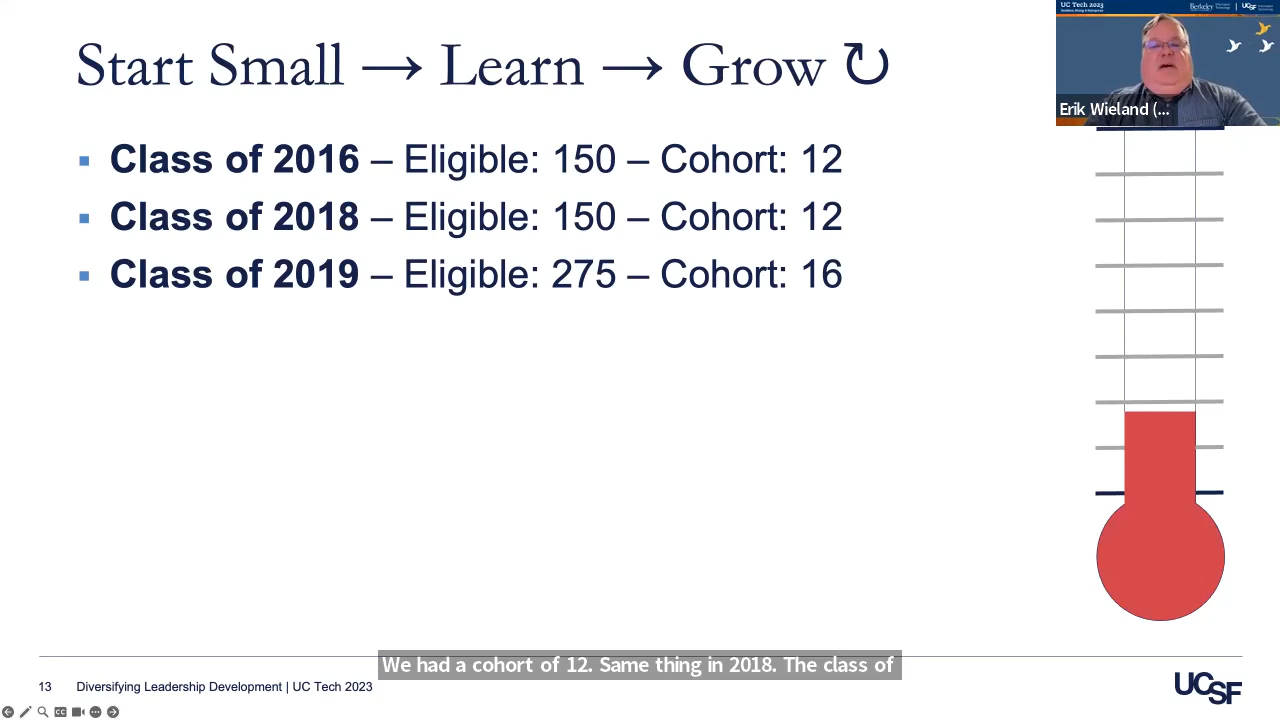 Start Small → Learn → Grow ↻
UC Tech 2023
Berkeley
UCSF
Erik Wieland (...
▪ Class of 2016 – Eligible: 150 – Cohort: 12
▪ Class of 2018 – Eligible: 150 – Cohort: 12
▪ Class of 2019 – Eligible: 275 – Cohort: 16
We had a cohort of 12. Same thing in 2018. The class of
13 Diversifying Leadership Development | UC Tech 2023
UCSF
CC